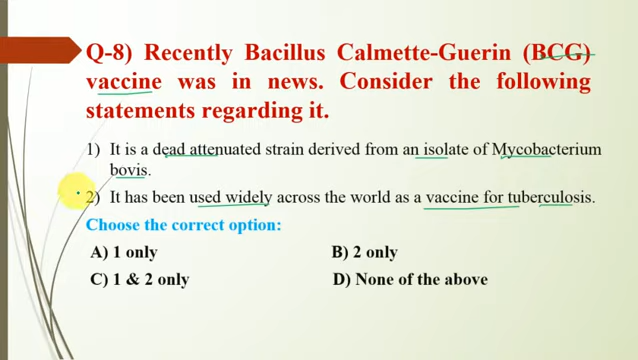 Q-8) Recently Bacillus Calmette-Guerin (BCG)
vaccine was in news. Consider the following
statements regarding it.
1) It is a dead attenuated strain derived from an isolate of Mycobacterium
bovis.
2) It has been used widely across the world as a vaccine for tuberculosis.
Choose the correct option:
A) 1 only B) 2 only
C) 1 & 2 only D) None of the above